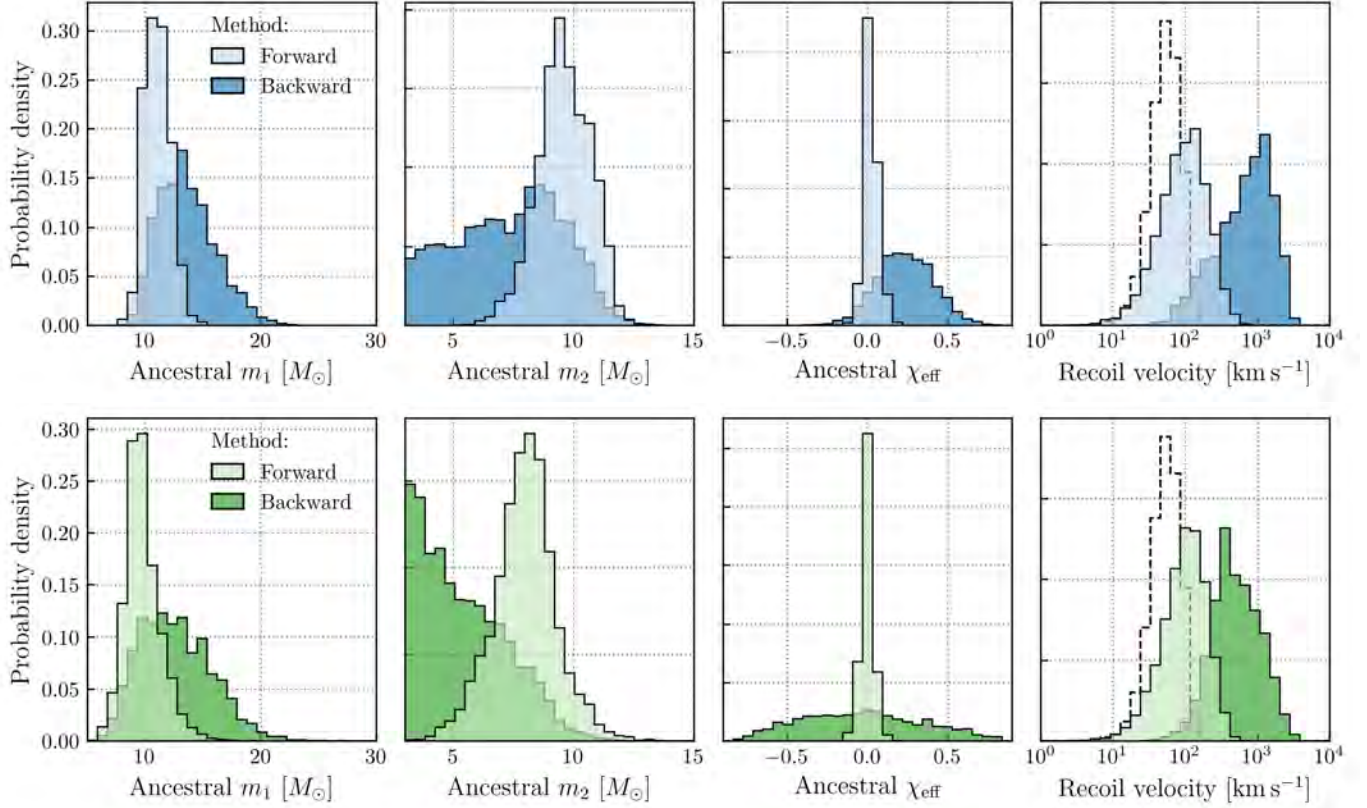 Probability density
0.30
0.25
0.20
0.15
0.10
0.05
0.00
Method:
Forward
Backward
10 20 30
5 10 15
−0.5 0.0 0.5
10⁰ 10¹ 10² 10³ 10⁴
Ancestral m₁ [M⊙]
Ancestral m₂ [M⊙]
Ancestral χeff
Recoil velocity [km s⁻¹]
Probability density
0.30
0.25
0.20
0.15
0.10
0.05
0.00
Method:
Forward
Backward
10 20 30
5 10 15
−0.5 0.0 0.5
10⁰ 10¹ 10² 10³ 10⁴
Ancestral m₁ [M⊙]
Ancestral m₂ [M⊙]
Ancestral χeff
Recoil velocity [km s⁻¹]